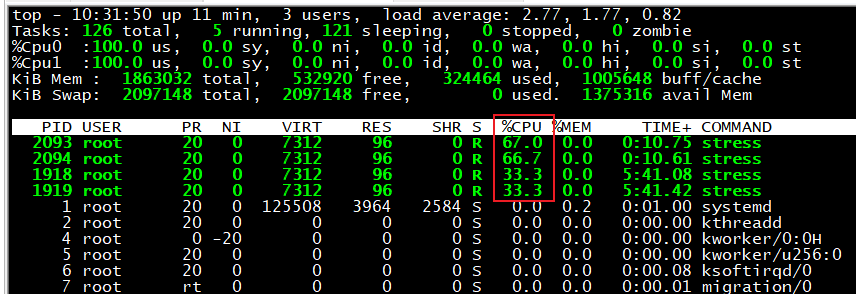 top - 10:31:50 up 11 min,  3 users,  load average: 2.77, 1.77, 0.82
Tasks: 126 total,   5 running, 121 sleeping,   0 stopped,   0 zombie
%Cpu0  :100.0 us,  0.0 sy,  0.0 ni,  0.0 id,  0.0 wa,  0.0 hi,  0.0 si,  0.0 st
%Cpu1  :100.0 us,  0.0 sy,  0.0 ni,  0.0 id,  0.0 wa,  0.0 hi,  0.0 si,  0.0 st
KiB Mem :  1863032 total,   532920 free,   324464 used,  1005648 buff/cache
KiB Swap:  2097148 total,  2097148 free,        0 used.  1375316 avail Mem
PID USER      PR  NI    VIRT    RES    SHR S  %CPU %MEM     TIME+ COMMAND
2093 root      20   0    7312     96      0 R  67.0  0.0   0:10.75 stress
2094 root      20   0    7312     96      0 R  66.7  0.0   0:10.61 stress
1918 root      20   0    7312     96      0 R  33.3  0.0   5:41.08 stress
1919 root      20   0    7312     96      0 R  33.3  0.0   5:41.42 stress
1 root      20   0  125508   3964   2584 S   0.0  0.2   0:01.00 systemd
2 root      20   0       0      0      0 S   0.0  0.0   0:00.00 kthreadd
4 root       0 -20       0      0      0 S   0.0  0.0   0:00.00 kworker/0:0H
5 root      20   0       0      0      0 S   0.0  0.0   0:00.00 kworker/u256:0
6 root      20   0       0      0      0 S   0.0  0.0   0:00.08 ksoftirqd/0
7 root      rt   0       0      0      0 S   0.0  0.0   0:00.01 migration/0